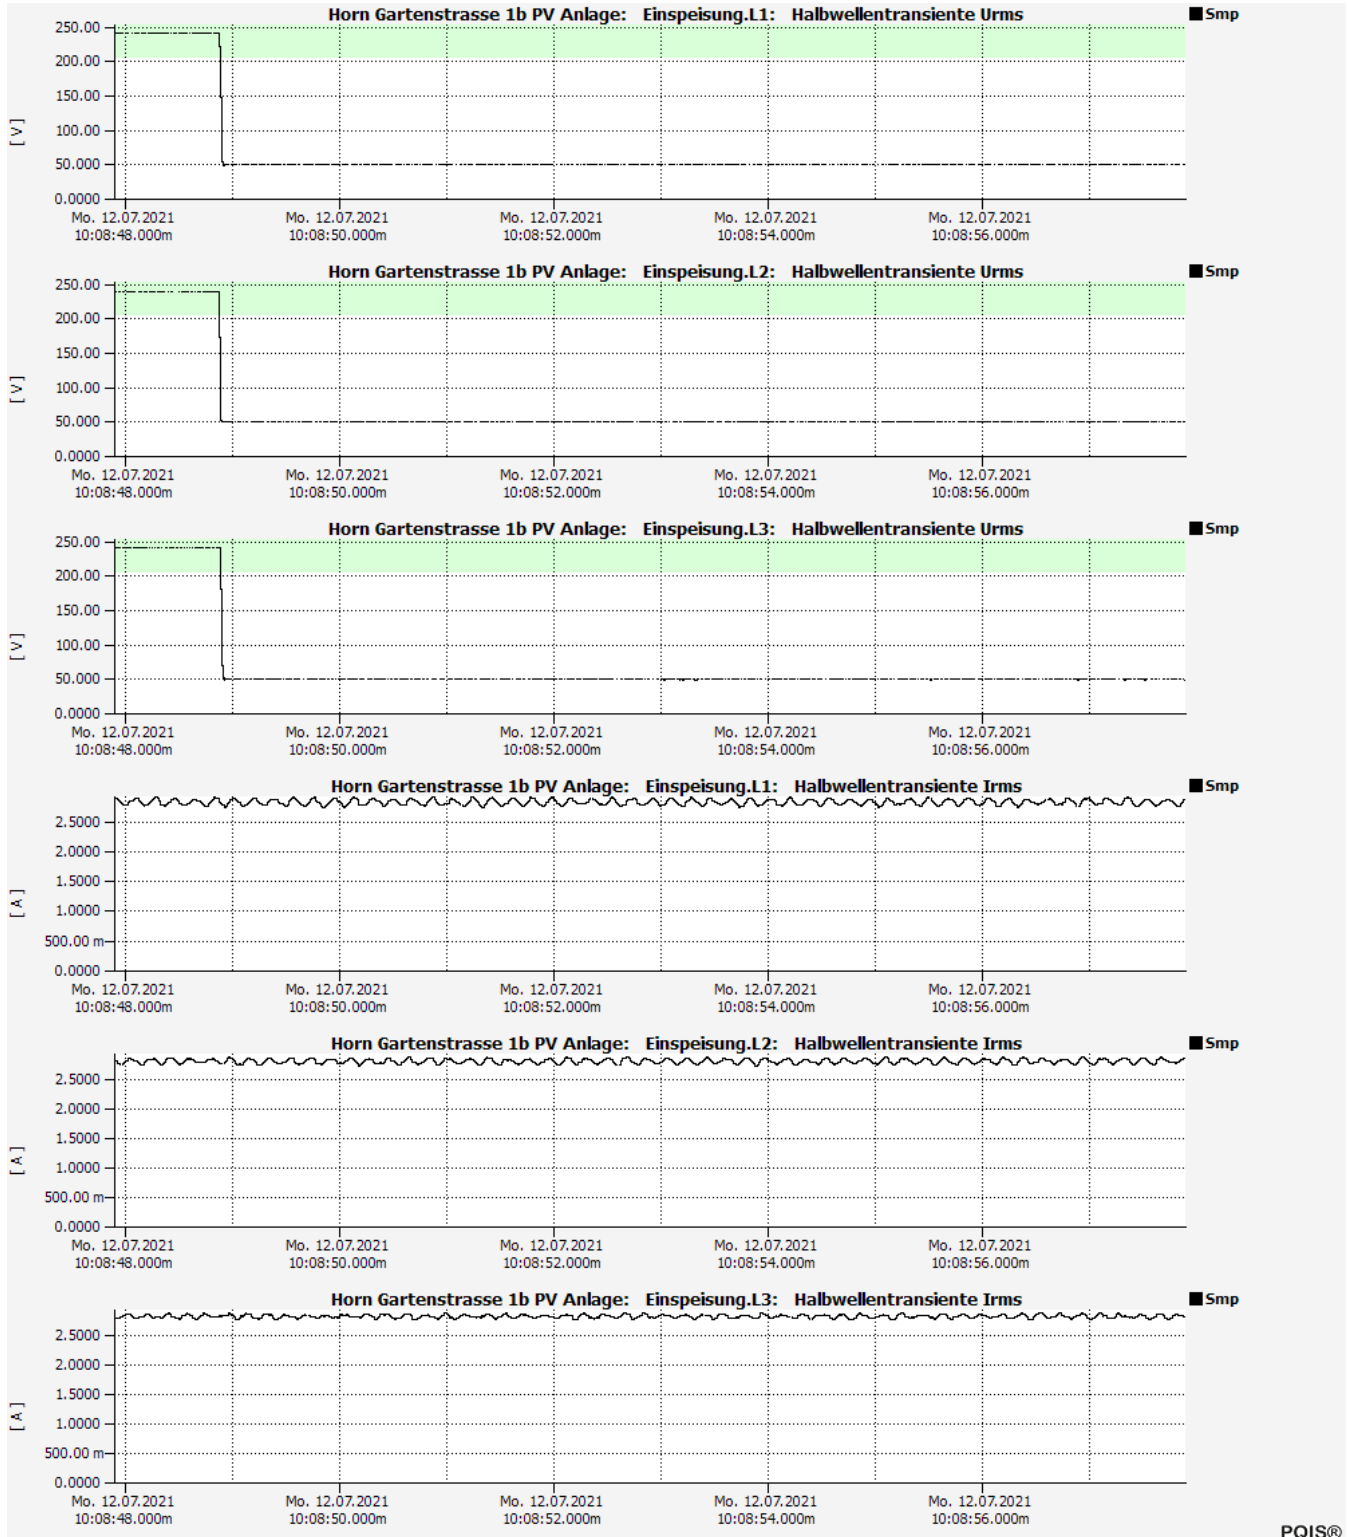 Horn Gartenstrasse 1b PV Anlage: Einspeisung.L1: Halbwellentransiente Urms
Smp
250.00
200.00
150.00
100.00
50.000
0.0000
[ V ]
Mo. 12.07.2021 Mo. 12.07.2021 Mo. 12.07.2021 Mo. 12.07.2021 Mo. 12.07.2021
10:08:48.000m 10:08:50.000m 10:08:52.000m 10:08:54.000m 10:08:56.000m
Horn Gartenstrasse 1b PV Anlage: Einspeisung.L2: Halbwellentransiente Urms
Smp
250.00
200.00
150.00
100.00
50.000
0.0000
[ V ]
Mo. 12.07.2021 Mo. 12.07.2021 Mo. 12.07.2021 Mo. 12.07.2021 Mo. 12.07.2021
10:08:48.000m 10:08:50.000m 10:08:52.000m 10:08:54.000m 10:08:56.000m
Horn Gartenstrasse 1b PV Anlage: Einspeisung.L3: Halbwellentransiente Urms
Smp
250.00
200.00
150.00
100.00
50.000
0.0000
[ V ]
Mo. 12.07.2021 Mo. 12.07.2021 Mo. 12.07.2021 Mo. 12.07.2021 Mo. 12.07.2021
10:08:48.000m 10:08:50.000m 10:08:52.000m 10:08:54.000m 10:08:56.000m
Horn Gartenstrasse 1b PV Anlage: Einspeisung.L1: Halbwellentransiente Irms
Smp
2.5000
2.0000
1.5000
1.0000
500.00 m
0.0000
[ A ]
Mo. 12.07.2021 Mo. 12.07.2021 Mo. 12.07.2021 Mo. 12.07.2021 Mo. 12.07.2021
10:08:48.000m 10:08:50.000m 10:08:52.000m 10:08:54.000m 10:08:56.000m
Horn Gartenstrasse 1b PV Anlage: Einspeisung.L2: Halbwellentransiente Irms
Smp
2.5000
2.0000
1.5000
1.0000
500.00 m
0.0000
[ A ]
Mo. 12.07.2021 Mo. 12.07.2021 Mo. 12.07.2021 Mo. 12.07.2021 Mo. 12.07.2021
10:08:48.000m 10:08:50.000m 10:08:52.000m 10:08:54.000m 10:08:56.000m
Horn Gartenstrasse 1b PV Anlage: Einspeisung.L3: Halbwellentransiente Irms
Smp
2.5000
2.0000
1.5000
1.0000
500.00 m
0.0000
[ A ]
Mo. 12.07.2021 Mo. 12.07.2021 Mo. 12.07.2021 Mo. 12.07.2021 Mo. 12.07.2021
10:08:48.000m 10:08:50.000m 10:08:52.000m 10:08:54.000m 10:08:56.000m
PQIS®